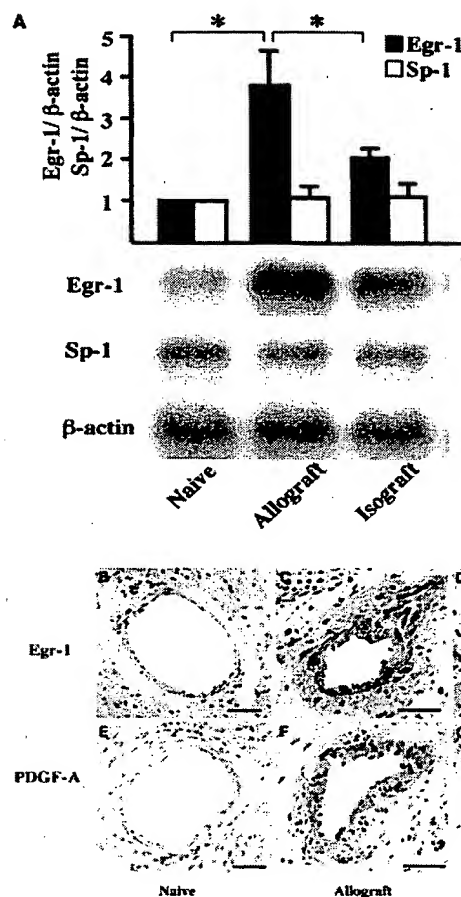 A
* *
Egr-1
Sp-1
Egr-1/β-actin
Sp-1/β-actin
5
4
3
2
1
Egr-1
Sp-1
β-actin
Naive Allograft Isograft
B C D
Egr-1
E F
PDGF-A
Naive Allograft